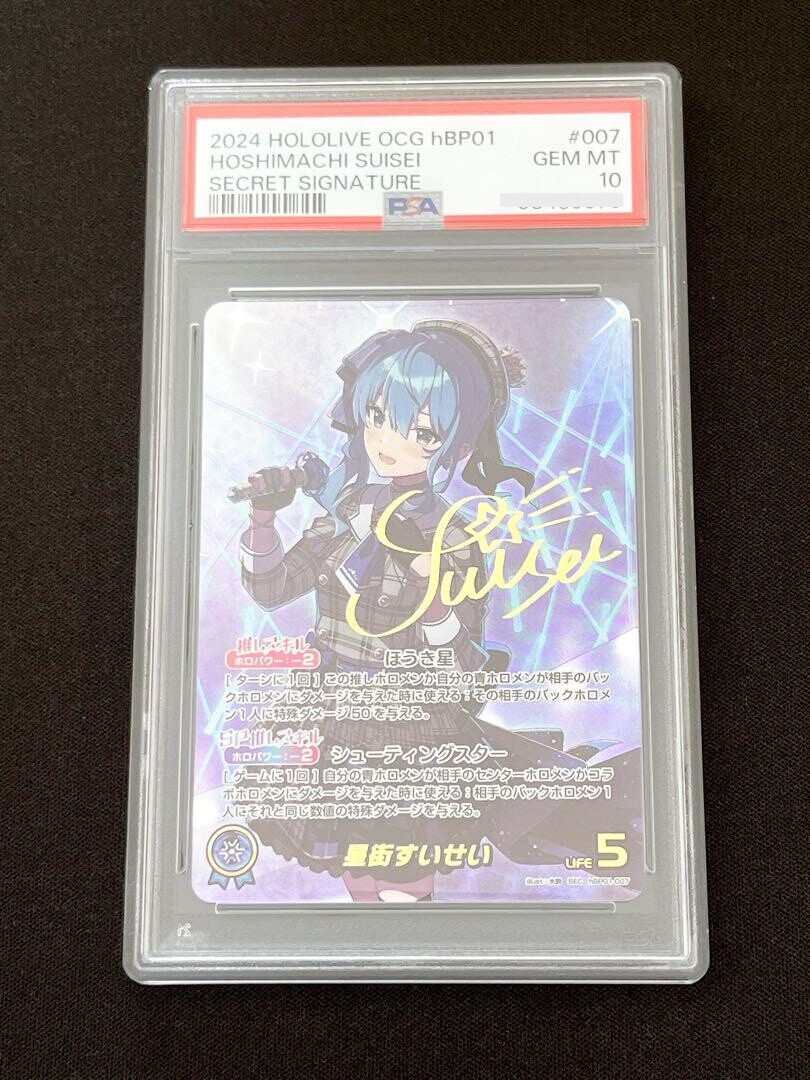 2024 HOLOLIVE OCG hBP01 #007
HOSHIMACHI SUISEI GEM MT
SECRET SIGNATURE 10
PSA
Suisei
推しスキル
ホロパワー：－2 ほうき星
[ ターンに1回 ] この推しホロメンか自分の青ホロメンが相手のバッ
クホロメンにダメージを与えた時に使える：その相手のバックホロメ
ン1人に特殊ダメージ50を与える。
SP推しスキル
ホロパワー：－2 シューティングスター
[ ゲームに1回 ] 自分の青ホロメンが相手のセンターホロメンかコラ
ボホロメンにダメージを与えた時に使える：相手のバックホロメン1
人にそれと同じ数値の特殊ダメージを与える。
星街すいせい
LIFE 5
illust
SEC hBP01-007